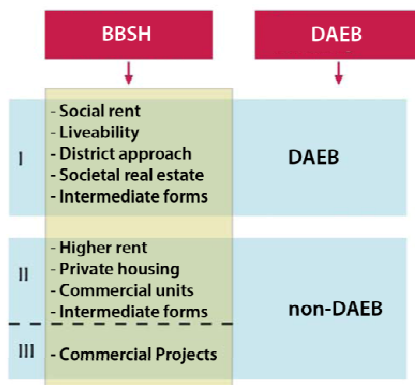 BBSH
DAEB
I
- Social rent
- Liveability
- District approach
- Societal real estate
- Intermediate forms
DAEB
II
- Higher rent
- Private housing
- Commercial units
- Intermediate forms
non-DAEB
III
- Commercial Projects